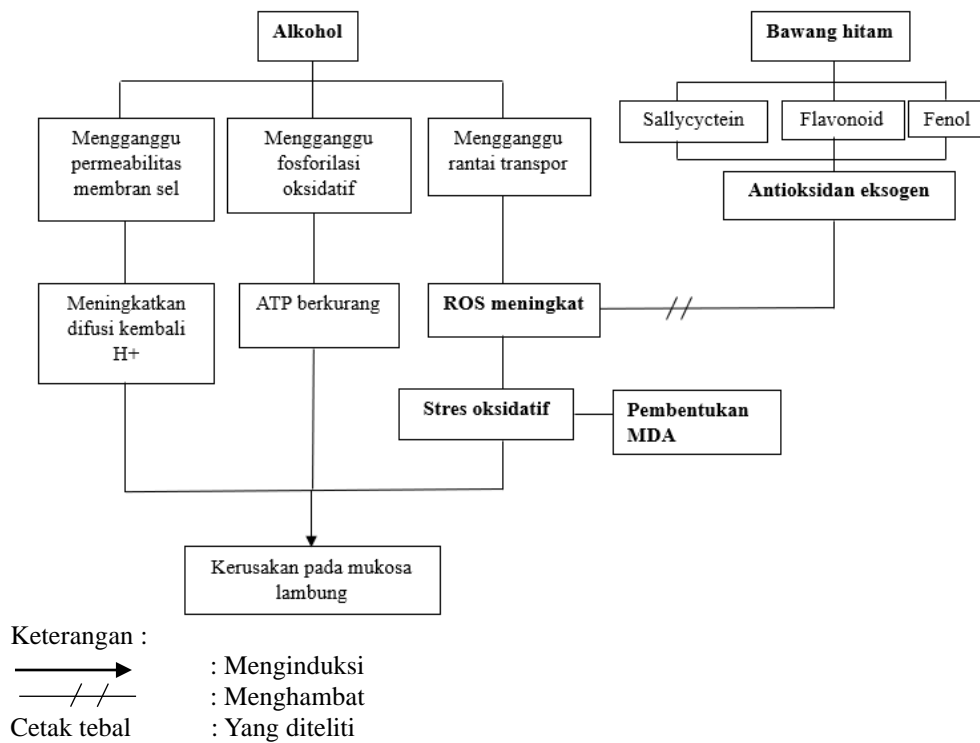 Alkohol
Bawang hitam
Mengganggu
permeabilitas
membran sel
Mengganggu
fosforilasi
oksidatif
Mengganggu
rantai transpor
Sallycyctein
Flavonoid
Fenol
Antioksidan eksogen
Meningkatkan
difusi kembali
H+
ATP berkurang
ROS meningkat
Stres oksidatif
Pembentukan
MDA
Kerusakan pada mukosa
lambung
Keterangan :
: Menginduksi
: Menghambat
Cetak tebal : Yang diteliti